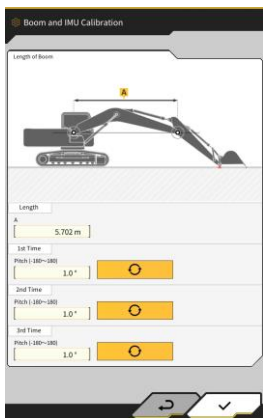 Boom and IMU Calibration
Length of Boom
A
Length
A
[ 5.702 m ]
1st Time
Pitch (-180~180)
[ 1.0° ]
2nd Time
Pitch (-180~180)
[ 1.0° ]
3rd Time
Pitch (-180~180)
[ 1.0° ]